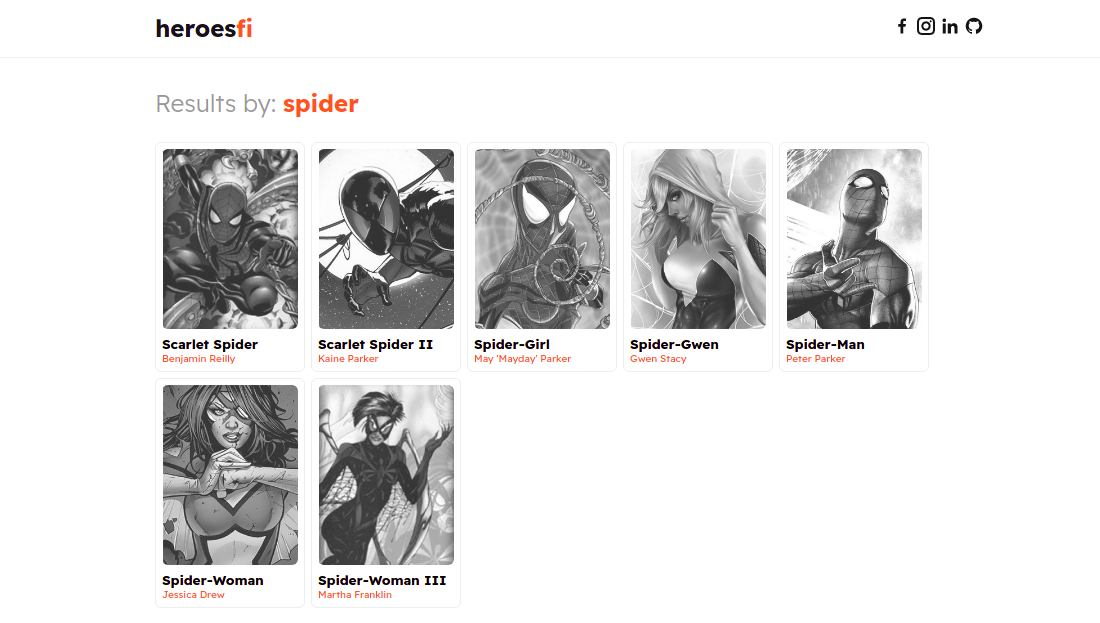 heroesfi
Results by: spider
Scarlet Spider
Benjamin Reilly
Scarlet Spider II
Kaine Parker
Spider-Girl
May 'Mayday' Parker
Spider-Gwen
Gwen Stacy
Spider-Man
Peter Parker
Spider-Woman
Jessica Drew
Spider-Woman III
Martha Franklin